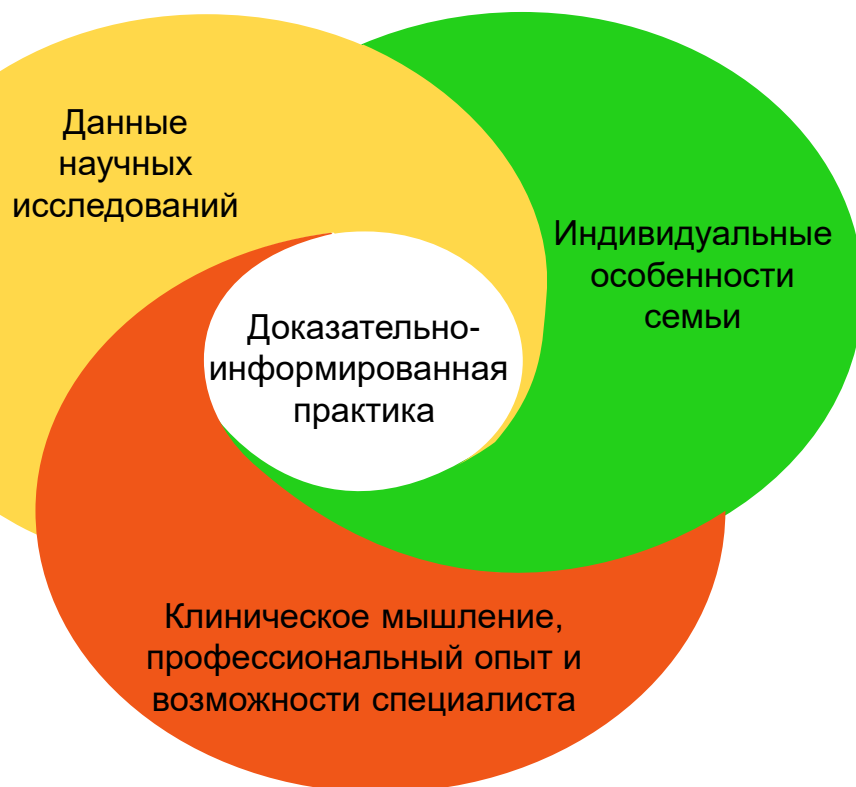 Данные
научных
исследований
Индивидуальные
особенности
семьи
Доказательно-
информированная
практика
Клиническое мышление,
профессиональный опыт и
возможности специалиста